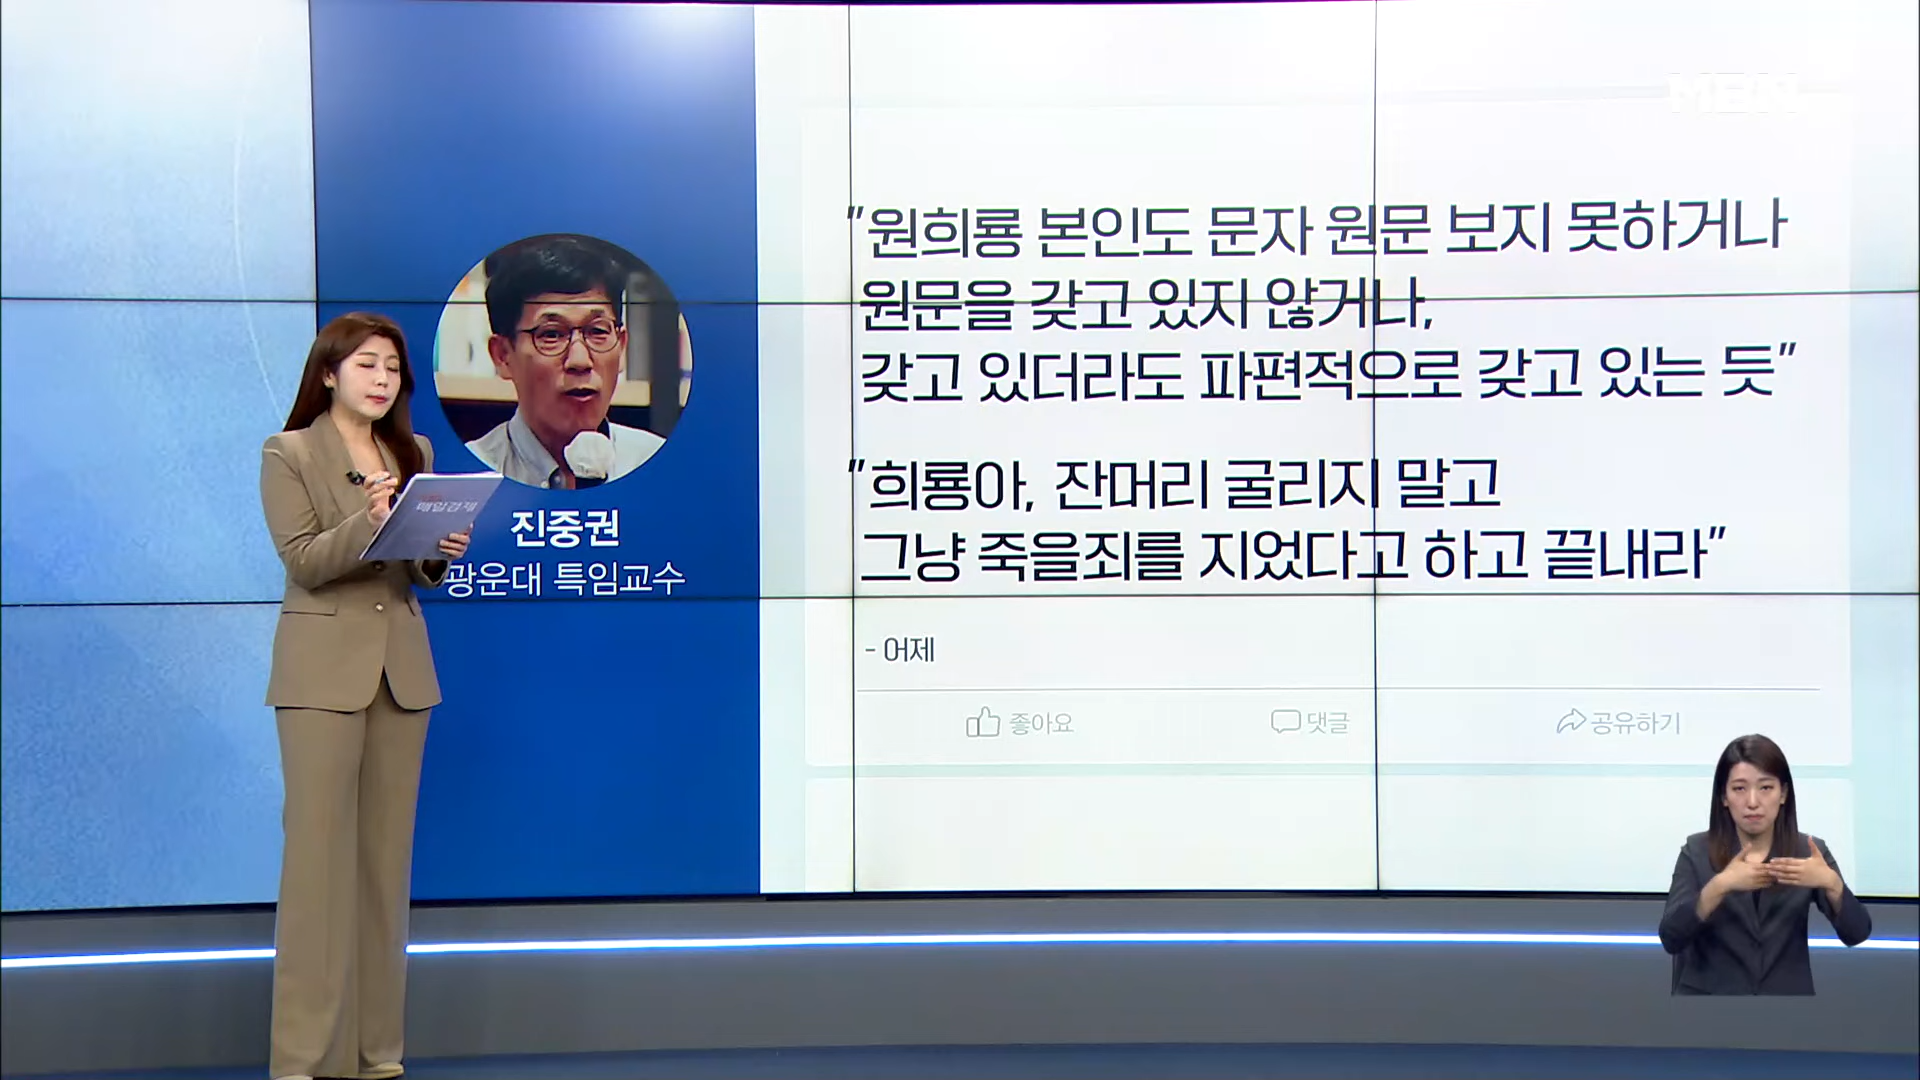 MBN
"원희룡 본인도 문자 원문 보지 못하거나
원문을 갖고 있지 않거나,
갖고 있더라도 파편적으로 갖고 있는 듯"
"희룡아, 잔머리 굴리지 말고
그냥 죽을죄를 지었다고 하고 끝내라"
- 어제
좋아요 댓글 공유하기
진중권
광운대 특임교수
매일경제